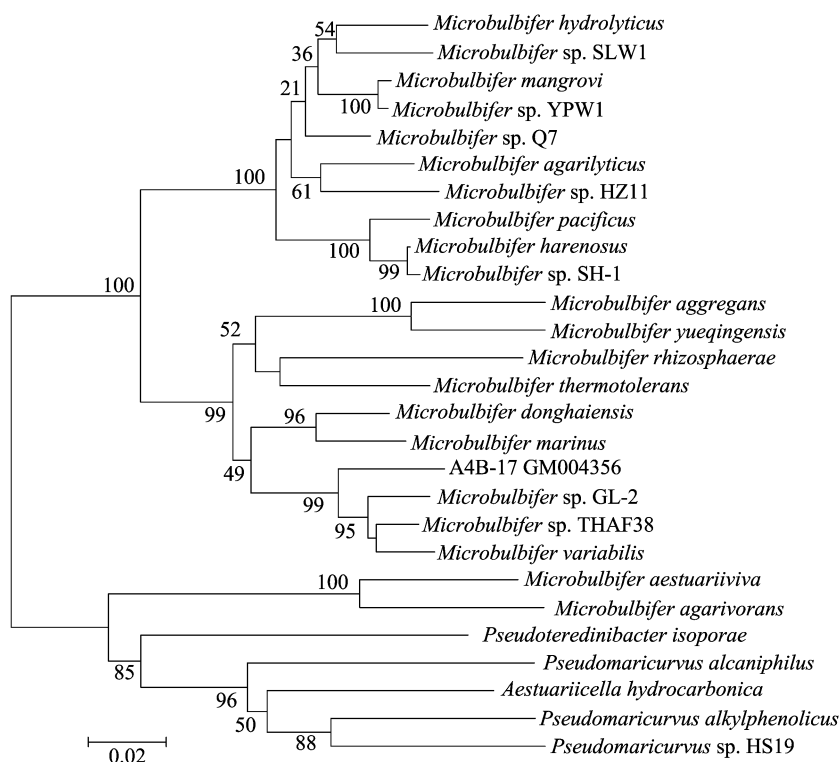 54 Microbulbifer hydrolyticus
Microbulbifer sp. SLW1
36
Microbulbifer mangrovi
21
100 Microbulbifer sp. YPW1
Microbulbifer sp. Q7
Microbulbifer agarilyticus
100
61 Microbulbifer sp. HZ11
Microbulbifer pacificus
100 Microbulbifer harenosus
99 Microbulbifer sp. SH-1
100
100 Microbulbifer aggregans
52 Microbulbifer yueqingensis
Microbulbifer rhizosphaerae
Microbulbifer thermotolerans
99 96 Microbulbifer donghaiensis
Microbulbifer marinus
49 A4B-17 GM004356
99 Microbulbifer sp. GL-2
95 Microbulbifer sp. THAF38
Microbulbifer variabilis
100 Microbulbifer aestuariiviva
Microbulbifer agarivorans
Pseudoteredinibacter isoporae
85 Pseudomaricurvus alcaniphilus
96 Aestuariicella hydrocarbonica
50 Pseudomaricurvus alkylphenolicus
88 Pseudomaricurvus sp. HS19
0.02